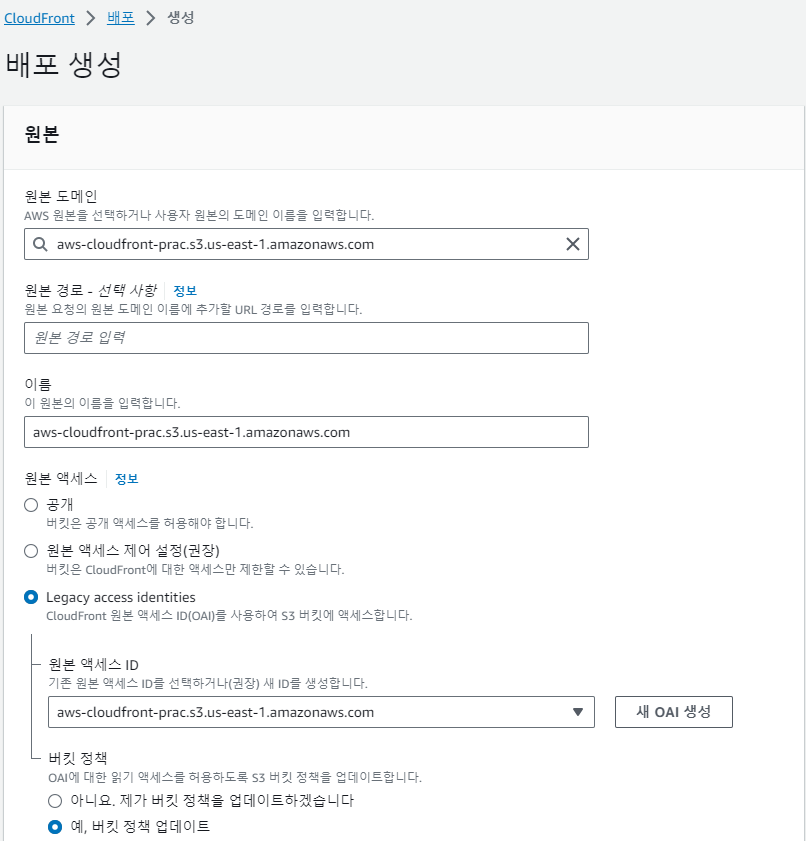 CloudFront > 배포 > 생성
배포 생성
원본
원본 도메인
AWS 원본을 선택하거나 사용자 원본의 도메인 이름을 입력합니다.
aws-cloudfront-prac.s3.us-east-1.amazonaws.com
원본 경로 - 선택 사항 정보
원본 요청의 원본 도메인 이름에 추가할 URL 경로를 입력합니다.
원본 경로 입력
이름
이 원본의 이름을 입력합니다.
aws-cloudfront-prac.s3.us-east-1.amazonaws.com
원본 액세스 정보
공개
버킷은 공개 액세스를 허용해야 합니다.
원본 액세스 제어 설정(권장)
버킷은 CloudFront에 대한 액세스만 제한할 수 있습니다.
Legacy access identities
CloudFront 원본 액세스 ID(OAI)를 사용하여 S3 버킷에 액세스합니다.
원본 액세스 ID
기존 원본 액세스 ID를 선택하거나(권장) 새 ID를 생성합니다.
aws-cloudfront-prac.s3.us-east-1.amazonaws.com 새 OAI 생성
버킷 정책
OAI에 대한 읽기 액세스를 허용하도록 S3 버킷 정책을 업데이트합니다.
아니요. 제가 버킷 정책을 업데이트하겠습니다
예, 버킷 정책 업데이트